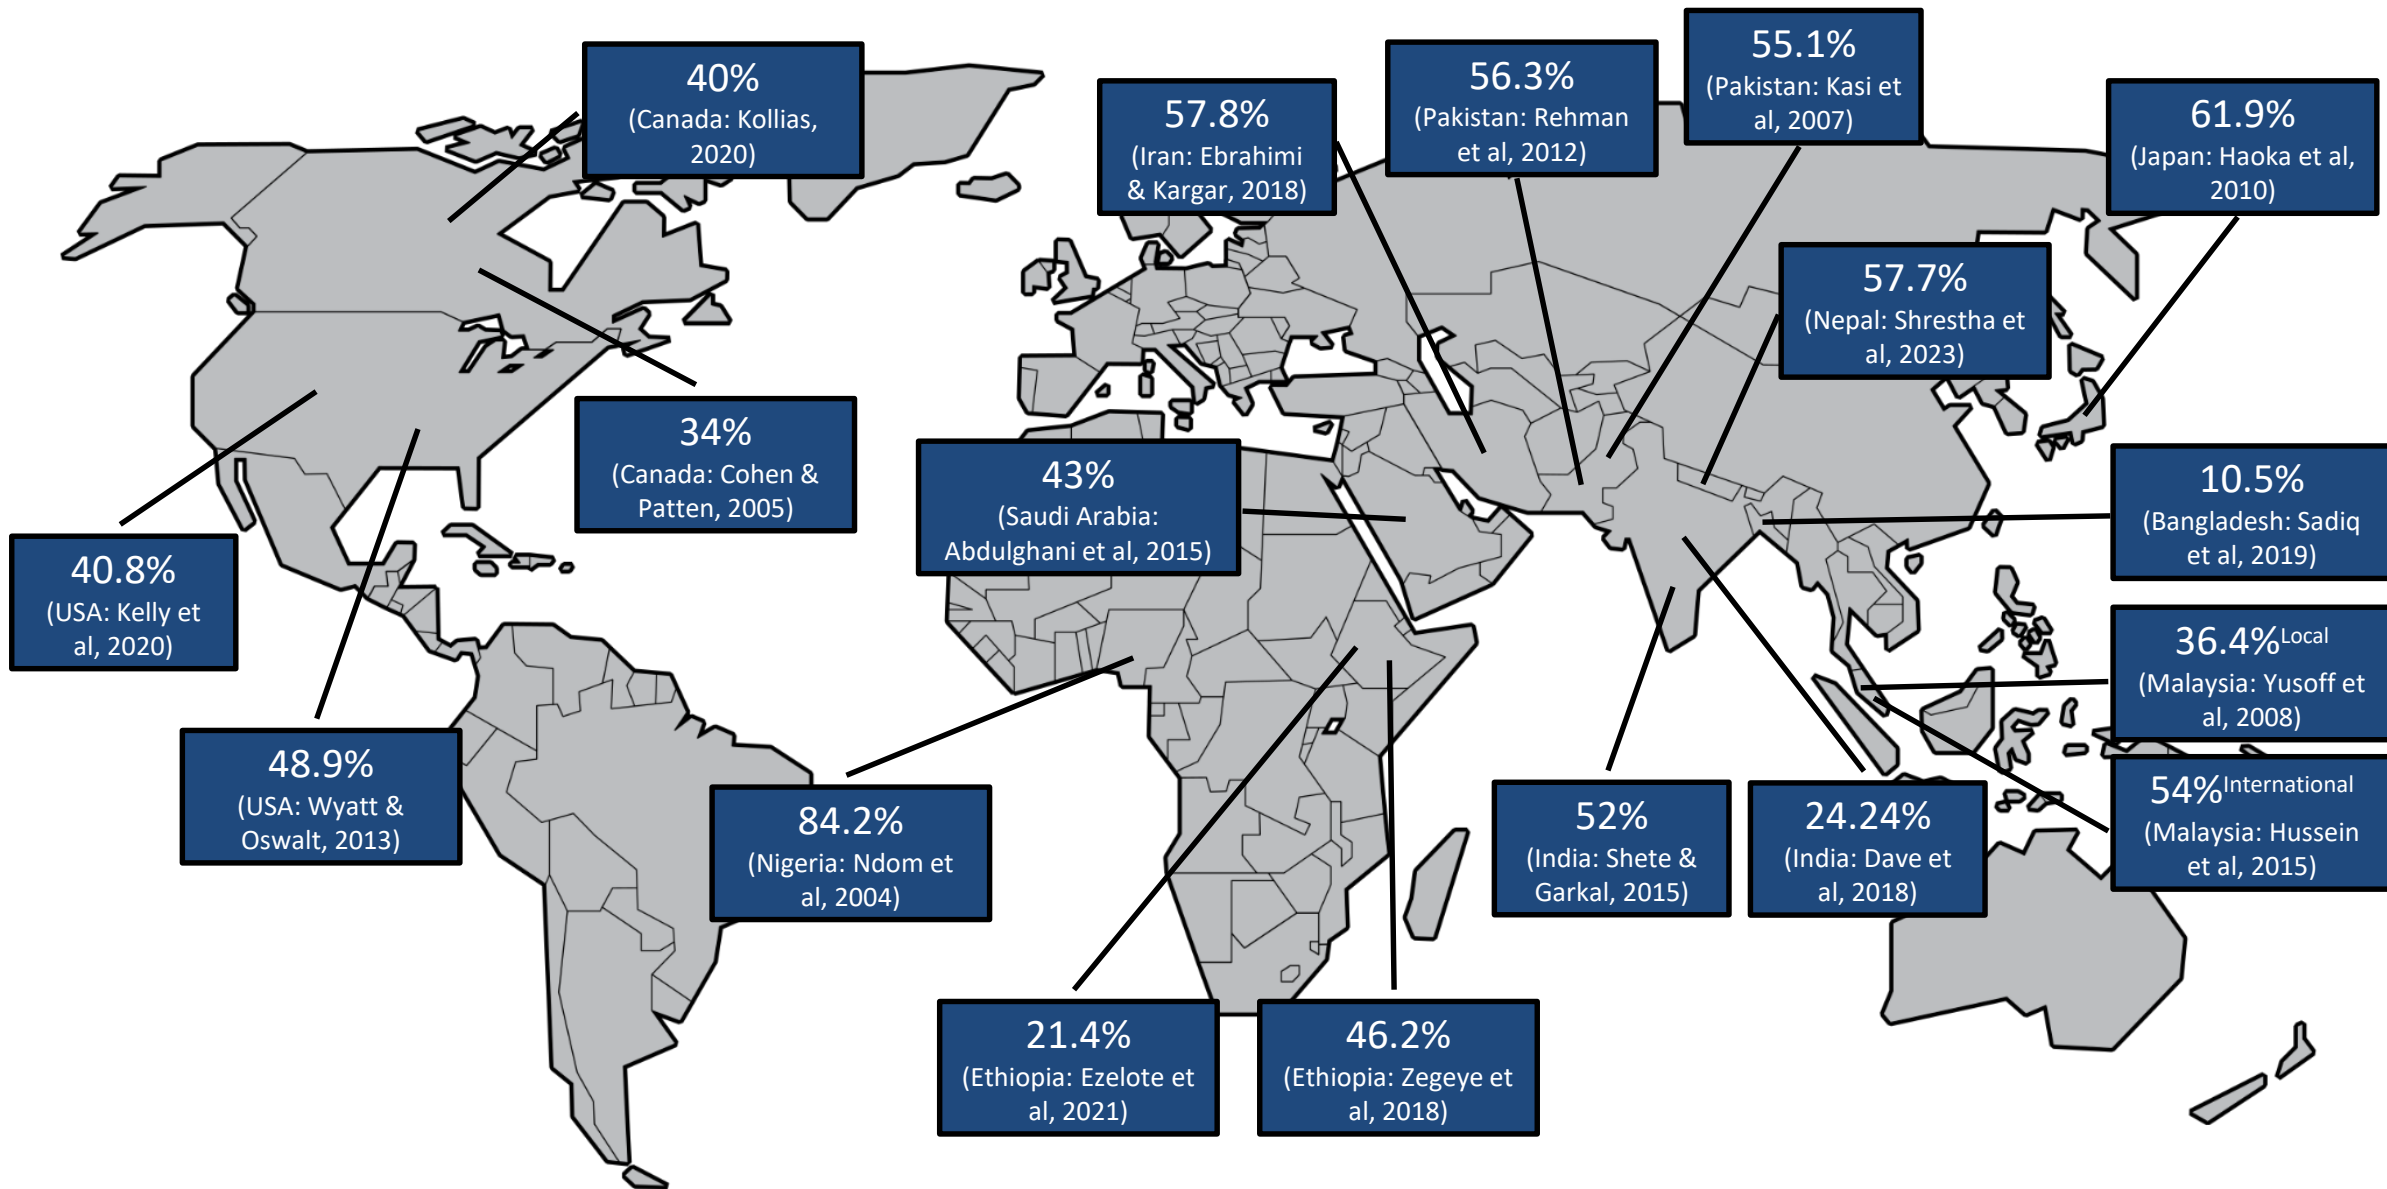 40%
(Canada: Kollias,
2020)
57.8%
(Iran: Ebrahimi
& Kargar, 2018)
56.3%
(Pakistan: Rehman
et al, 2012)
55.1%
(Pakistan: Kasi et
al, 2007)
61.9%
(Japan: Haoka et al,
2010)
57.7%
(Nepal: Shrestha et
al, 2023)
34%
(Canada: Cohen &
Patten, 2005)
43%
(Saudi Arabia:
Abdulghani et al, 2015)
10.5%
(Bangladesh: Sadiq
et al, 2019)
40.8%
(USA: Kelly et
al, 2020)
36.4%Local
(Malaysia: Yusoff et
al, 2008)
48.9%
(USA: Wyatt &
Oswalt, 2013)
84.2%
(Nigeria: Ndom et
al, 2004)
52%
(India: Shete &
Garkal, 2015)
24.24%
(India: Dave et
al, 2018)
54%International
(Malaysia: Hussein
et al, 2015)
21.4%
(Ethiopia: Ezelote et
al, 2021)
46.2%
(Ethiopia: Zegeye et
al, 2018)